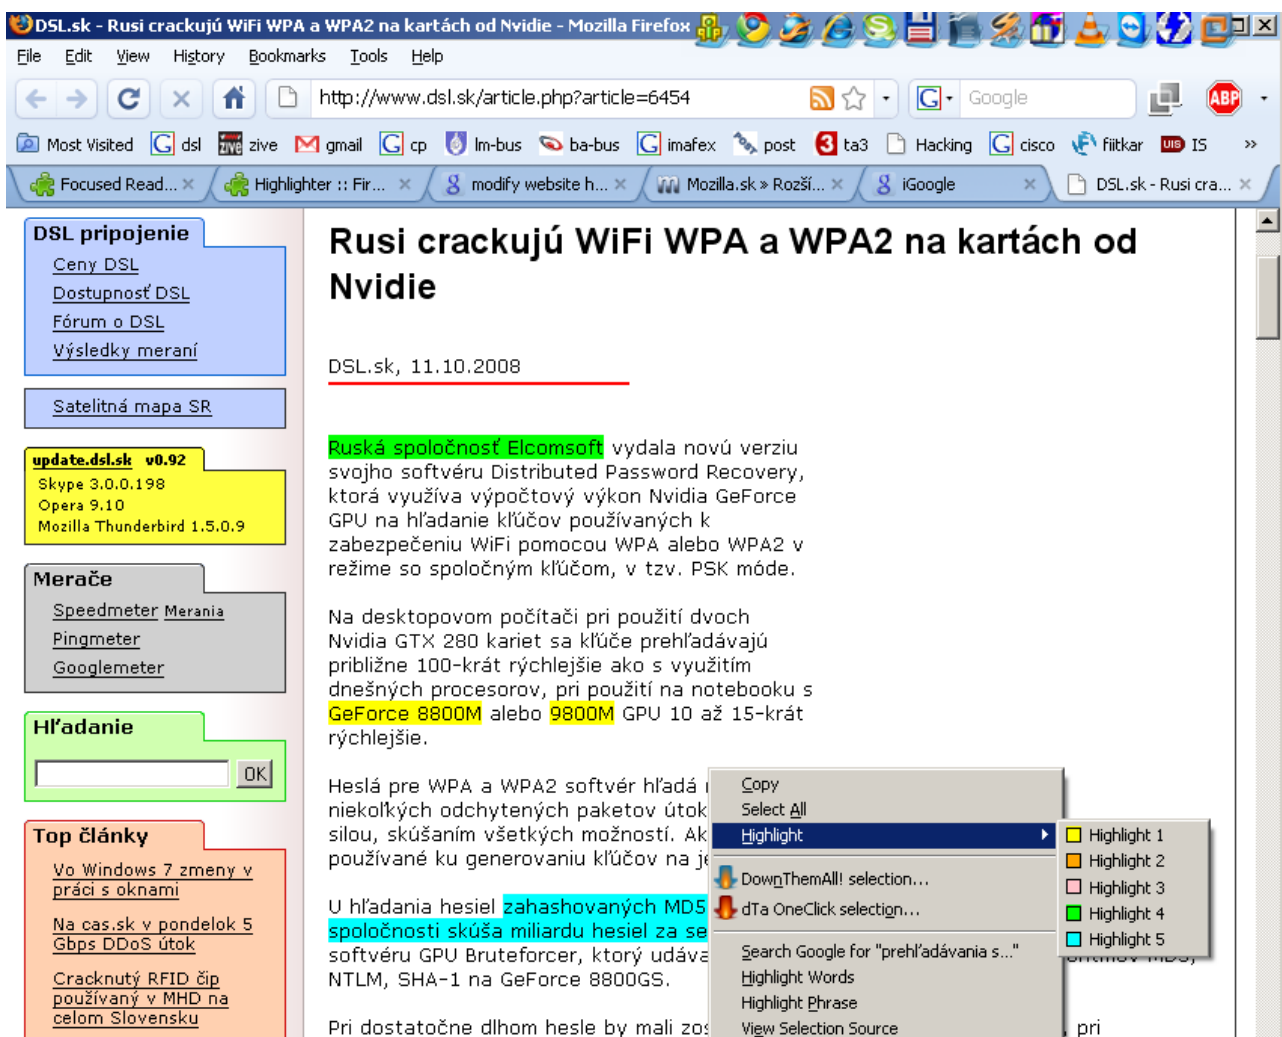 DSL.sk - Rusi crackujú WiFi WPA a WPA2 na kartách od Nvidie - Mozilla Firefox
File Edit View History Bookmarks Tools Help
http://www.dsl.sk/article.php?article=6454
G Google
ABP
Most Visited dsl zive gmail cp lm-bus ba-bus imafex post ta3 Hacking cisco fiitkar IS »
Focused Read... Highlighter :: Fir... modify website h... Mozilla.sk » Rozší... iGoogle DSL.sk - Rusi cra...
DSL pripojenie
Ceny DSL
Dostupnosť DSL
Fórum o DSL
Výsledky meraní
Satelitná mapa SR
update.dsl.sk v0.92
Skype 3.0.0.198
Opera 9.10
Mozilla Thunderbird 1.5.0.9
Merače
Speedmeter Merania
Pingmeter
Googlemeter
Hľadanie
OK
Top články
Vo Windows 7 zmeny v
práci s oknami
Na cas.sk v pondelok 5
Gbps DDoS útok
Cracknutý RFID čip
používaný v MHD na
celom Slovensku
Rusi crackujú WiFi WPA a WPA2 na kartách od
Nvidie
DSL.sk, 11.10.2008
Ruská spoločnosť Elcomsoft vydala novú verziu
svojho softvéru Distributed Password Recovery,
ktorá využíva výpočtový výkon Nvidia GeForce
GPU na hľadanie kľúčov používaných k
zabezpečeniu WiFi pomocou WPA alebo WPA2 v
režime so spoločným kľúčom, v tzv. PSK móde.
Na desktopovom počítači pri použití dvoch
Nvidia GTX 280 kariet sa kľúče prehľadávajú
približne 100-krát rýchlejšie ako s využitím
dnešných procesorov, pri použití na notebooku s
GeForce 8800M alebo 9800M GPU 10 až 15-krát
rýchlejšie.
Heslá pre WPA a WPA2 softvér hľadá
niekoľkých odchytených paketov útok
silou, skúšaním všetkých možností. Ak
používané ku generovaniu kľúčov na
U hľadania hesiel zahashovaných MD5
spoločnosti skúša miliardu hesiel za se
softvéru GPU Bruteforcer, ktorý udáva
NTLM, SHA-1 na GeForce 8800GS.
Pri dostatočne dlhom hesle by mali zos , pri
Copy
Select All
Highlight
DownThemAll! selection...
dTa OneClick selection...
Search Google for "prehľadávania s..."
Highlight Words
Highlight Phrase
View Selection Source
Highlight 1
Highlight 2
Highlight 3
Highlight 4
Highlight 5